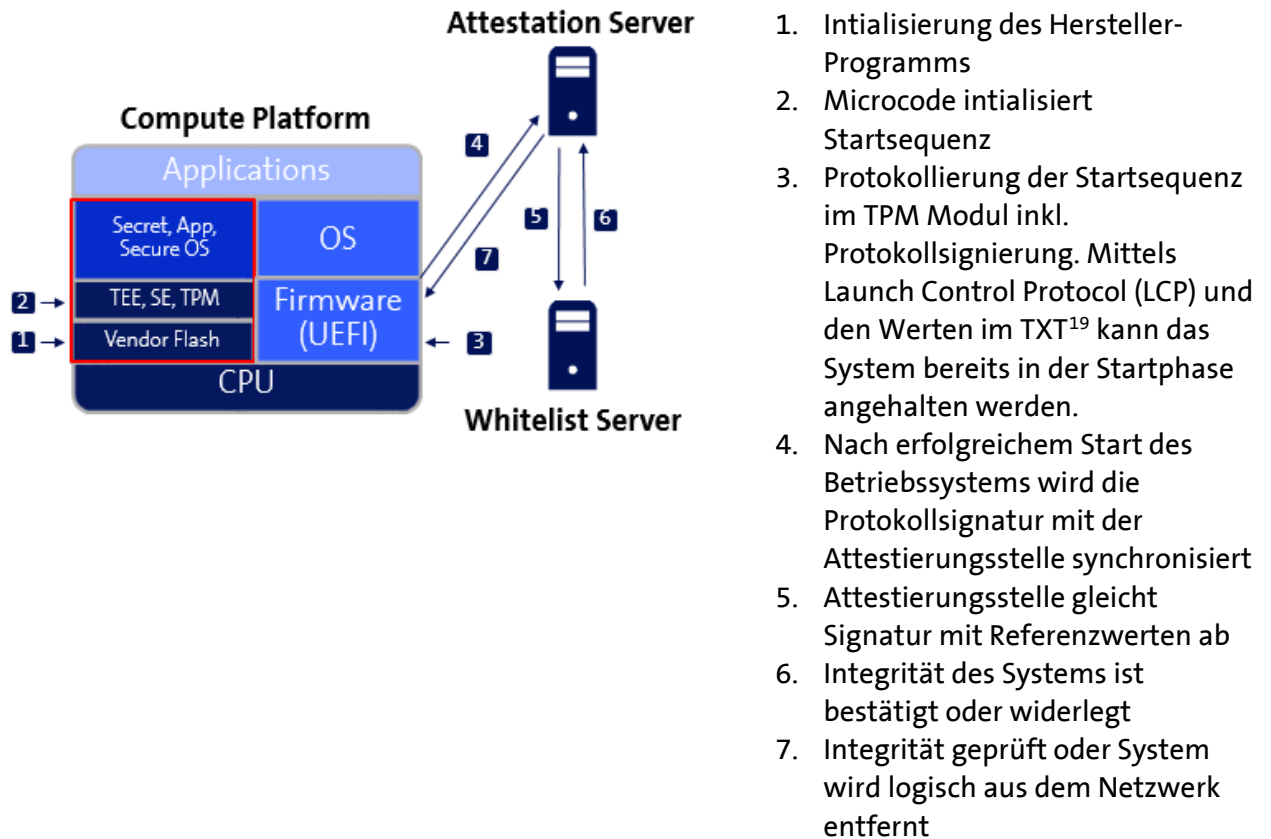 Attestation Server
Compute Platform
Applications
Secret, App,
Secure OS
OS
TEE, SE, TPM
Firmware
(UEFI)
Vendor Flash
CPU
Whitelist Server
1
2
3
4
5
6
7
1. Intialisierung des Hersteller-
Programms
2. Microcode intialisiert
Startsequenz
3. Protokollierung der Startsequenz
im TPM Modul inkl.
Protokollsignierung. Mittels
Launch Control Protocol (LCP) und
den Werten im TXT¹⁹ kann das
System bereits in der Startphase
angehalten werden.
4. Nach erfolgreichem Start des
Betriebssystems wird die
Protokollsignatur mit der
Attestierungsstelle synchronisiert
5. Attestierungsstelle gleicht
Signatur mit Referenzwerten ab
6. Integrität des Systems ist
bestätigt oder widerlegt
7. Integrität geprüft oder System
wird logisch aus dem Netzwerk
entfernt